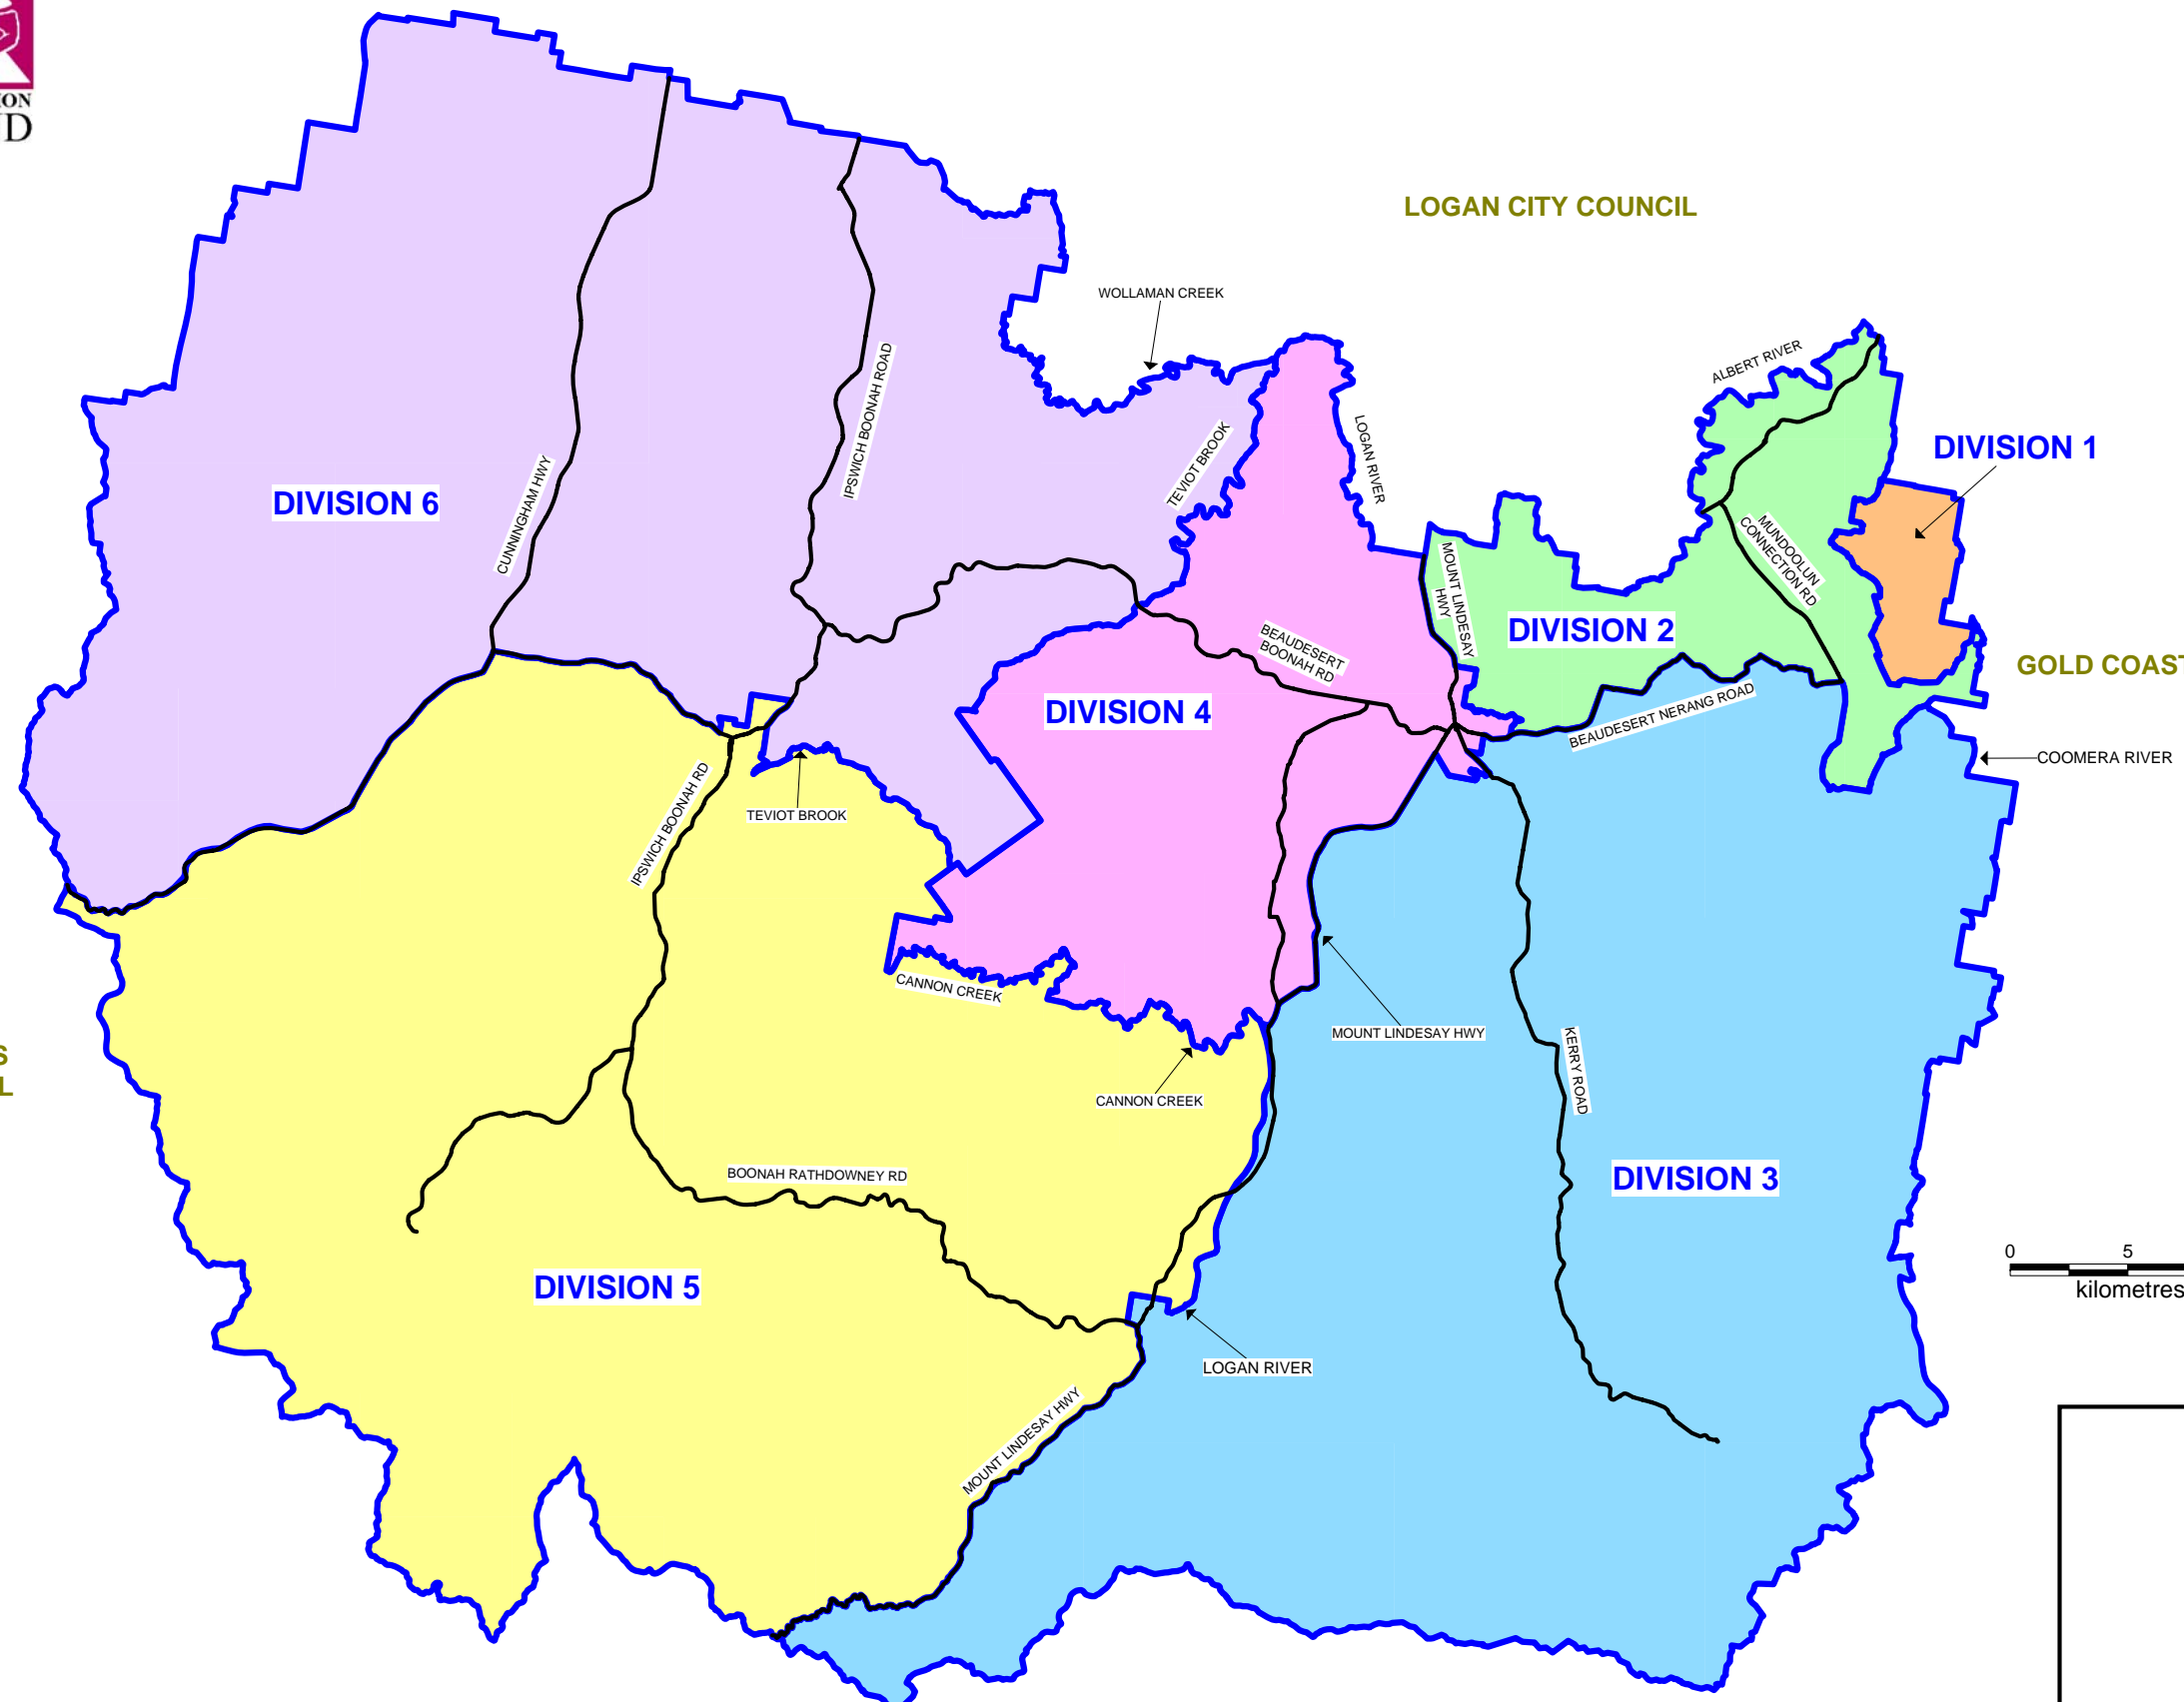 ION
D
LOGAN CITY COUNCIL
WOLLAMAN CREEK
ALBERT RIVER
DIVISION 1
IPSWICH BOONAH ROAD
TEVIOT BROOK
LOGAN RIVER
DIVISION 6
CUNNINGHAM HWY
MUNDOOLUN
CONNECTION RD
MOUNT LINDESAY
HWY
DIVISION 2
BEAUDESERT
BOONAH RD
GOLD COAST
DIVISION 4
BEAUDESERT NERANG ROAD
COOMERA RIVER
IPSWICH BOONAH RD
TEVIOT BROOK
CANNON CREEK
MOUNT LINDESAY HWY
S
L
KERRY ROAD
CANNON CREEK
BOONAH RATHDOWNEY RD
DIVISION 3
0 5
kilometres
DIVISION 5
LOGAN RIVER
MOUNT LINDESAY HWY